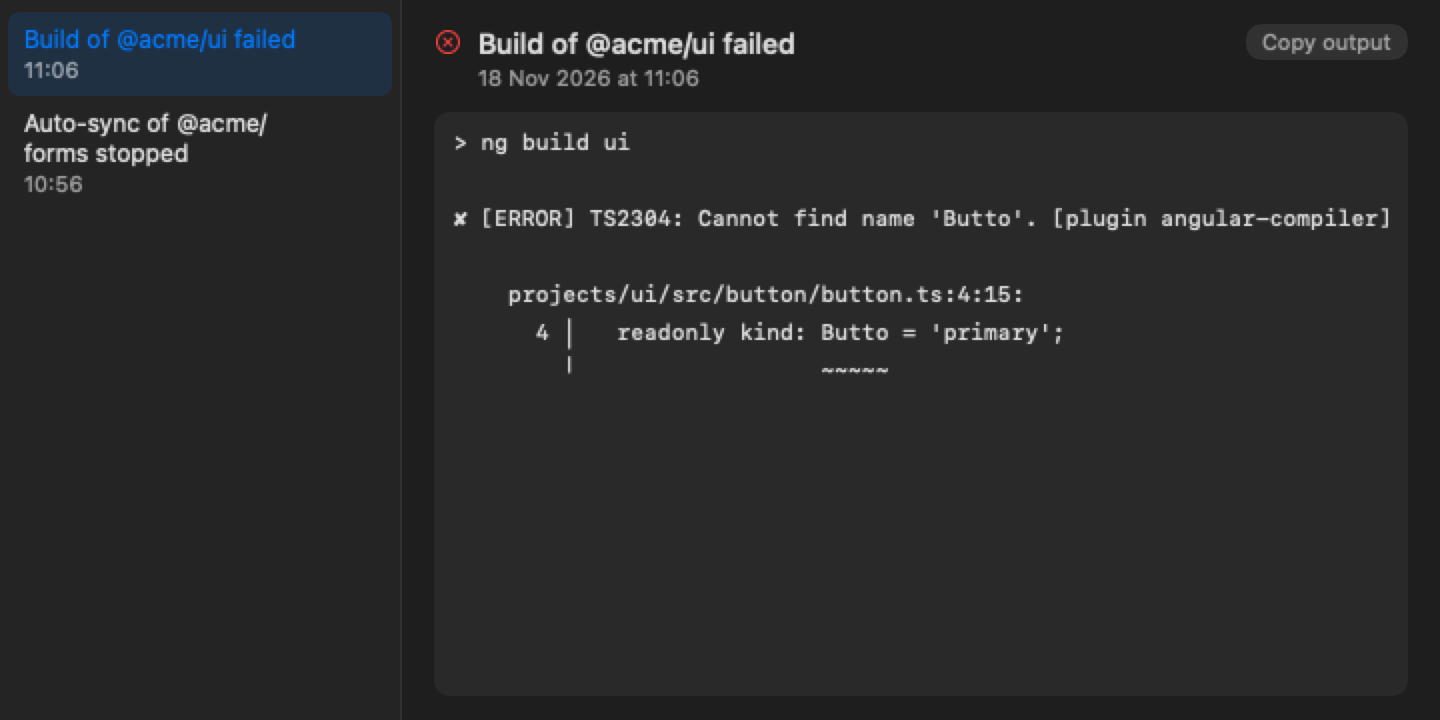 Build of @acme/ui failed
11:06
Auto-sync of @acme/
forms stopped
10:56
Build of @acme/ui failed
18 Nov 2026 at 11:06
Copy output
> ng build ui
✘ [ERROR] TS2304: Cannot find name 'Butto'. [plugin angular-compiler]
projects/ui/src/button/button.ts:4:15:
4 │   readonly kind: Butto = 'primary';
╵                  ~~~~~